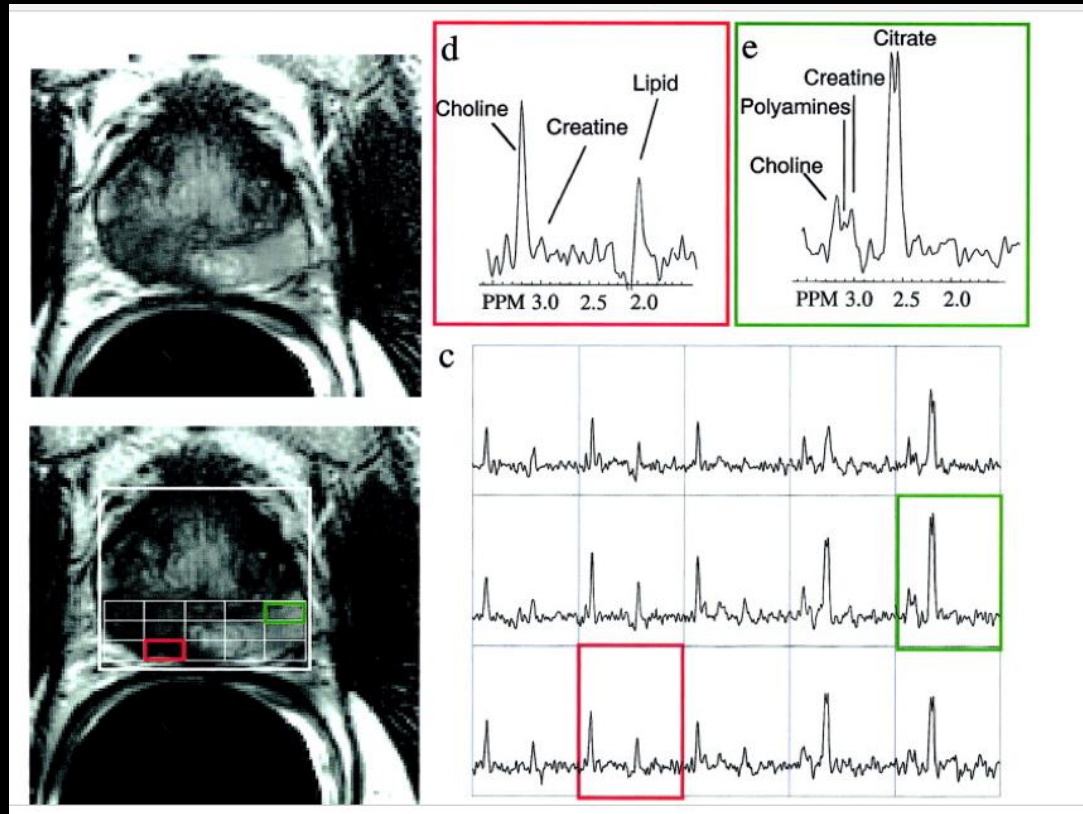 d
Choline
Creatine
Lipid
PPM 3.0 2.5 2.0
e
Citrate
Creatine
Polyamines
Choline
PPM 3.0 2.5 2.0
c